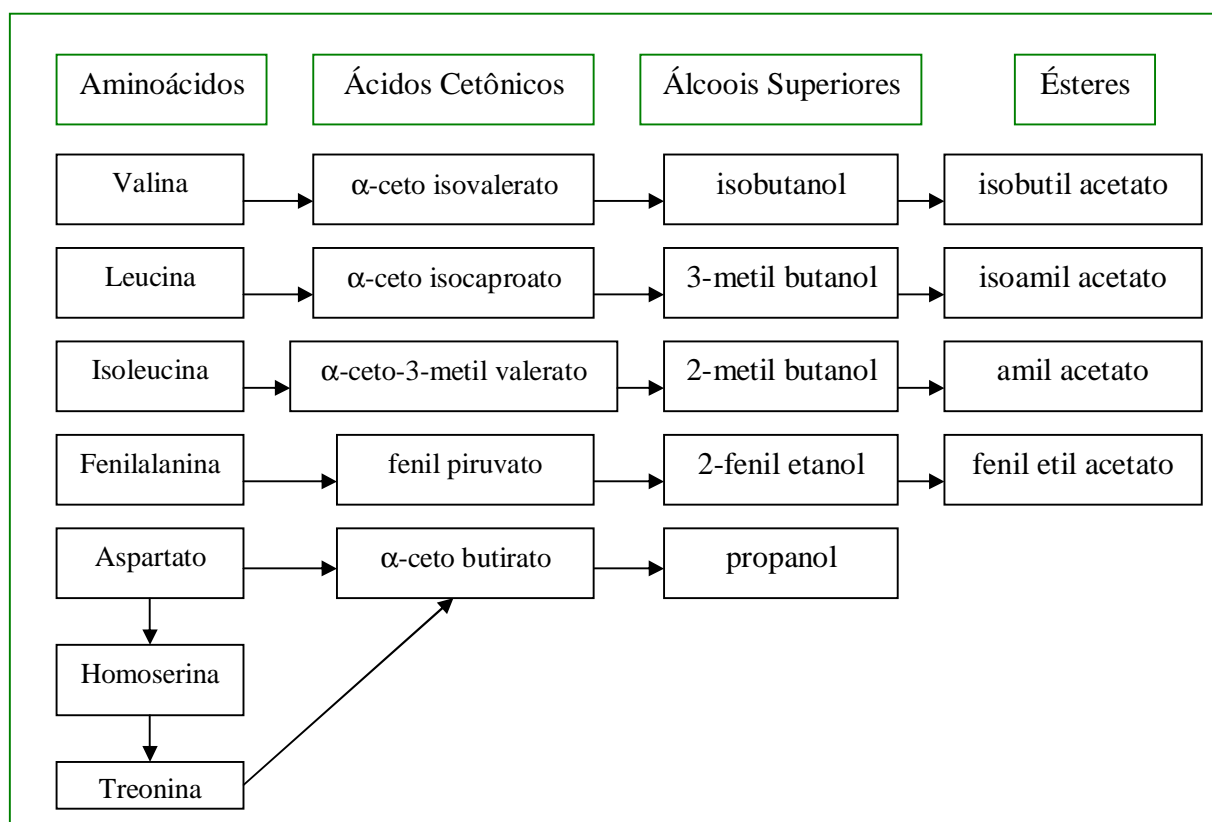 Aminoácidos
Ácidos Cetônicos
Álcoois Superiores
Ésteres
Valina
α-ceto isovalerato
isobutanol
isobutil acetato
Leucina
α-ceto isocaproato
3-metil butanol
isoamil acetato
Isoleucina
α-ceto-3-metil valerato
2-metil butanol
amil acetato
Fenilalanina
fenil piruvato
2-fenil etanol
fenil etil acetato
Aspartato
α-ceto butirato
propanol
Homoserina
Treonina